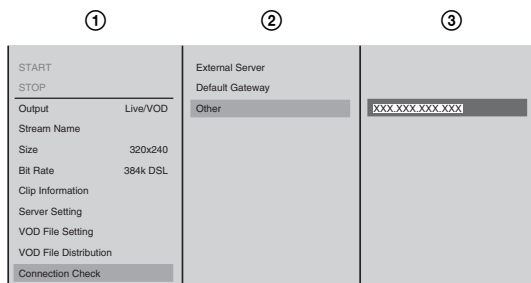 ① ② ③
START
STOP
Output Live/VOD
Stream Name
Size 320x240
Bit Rate 384k DSL
Clip Information
Server Setting
VOD File Setting
VOD File Distribution
Connection Check
External Server
Default Gateway
Other
XXX.XXX.XXX.XXX